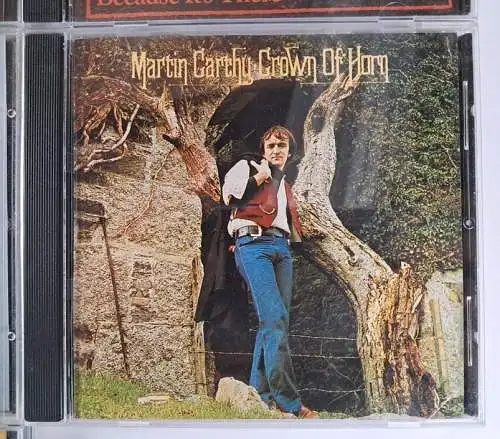 Because It's There
Martin Carthy Crown Of Horn